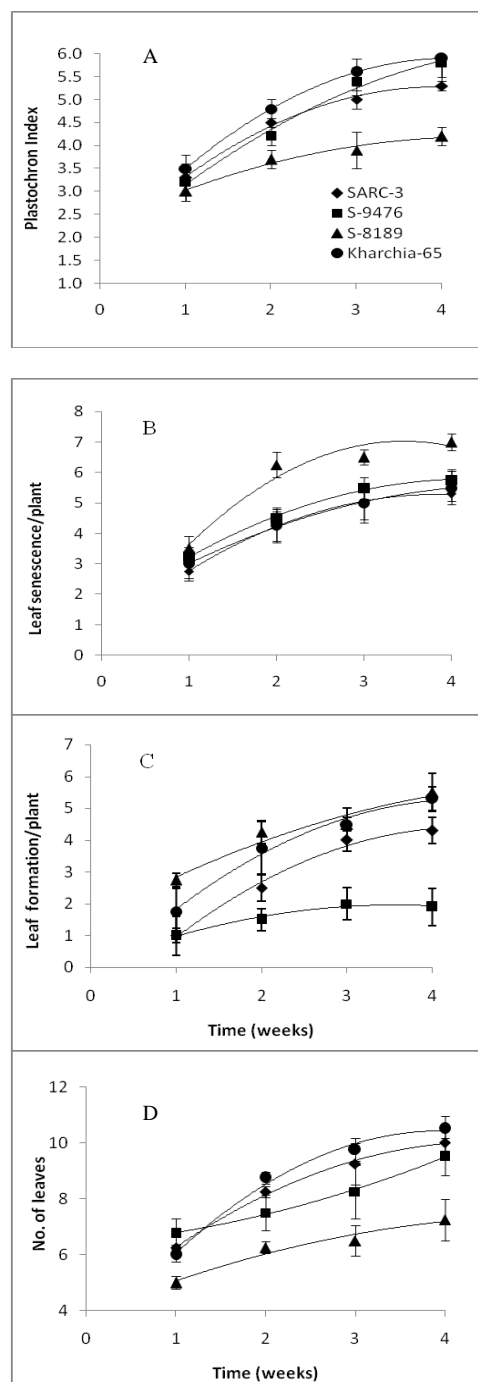 A
Plastochron Index
6.0
5.5
5.0
4.5
4.0
3.5
3.0
2.5
2.0
1.5
1.0
SARC-3
S-9476
S-8189
Kharchia-65
0 1 2 3 4
B
Leaf senescence/plant
8
7
6
5
4
3
2
1
0
0 1 2 3 4
C
Leaf formation/plant
7
6
5
4
3
2
1
0
0 1 2 3 4
Time (weeks)
D
No. of leaves
12
10
8
6
4
0 1 2 3 4
Time (weeks)